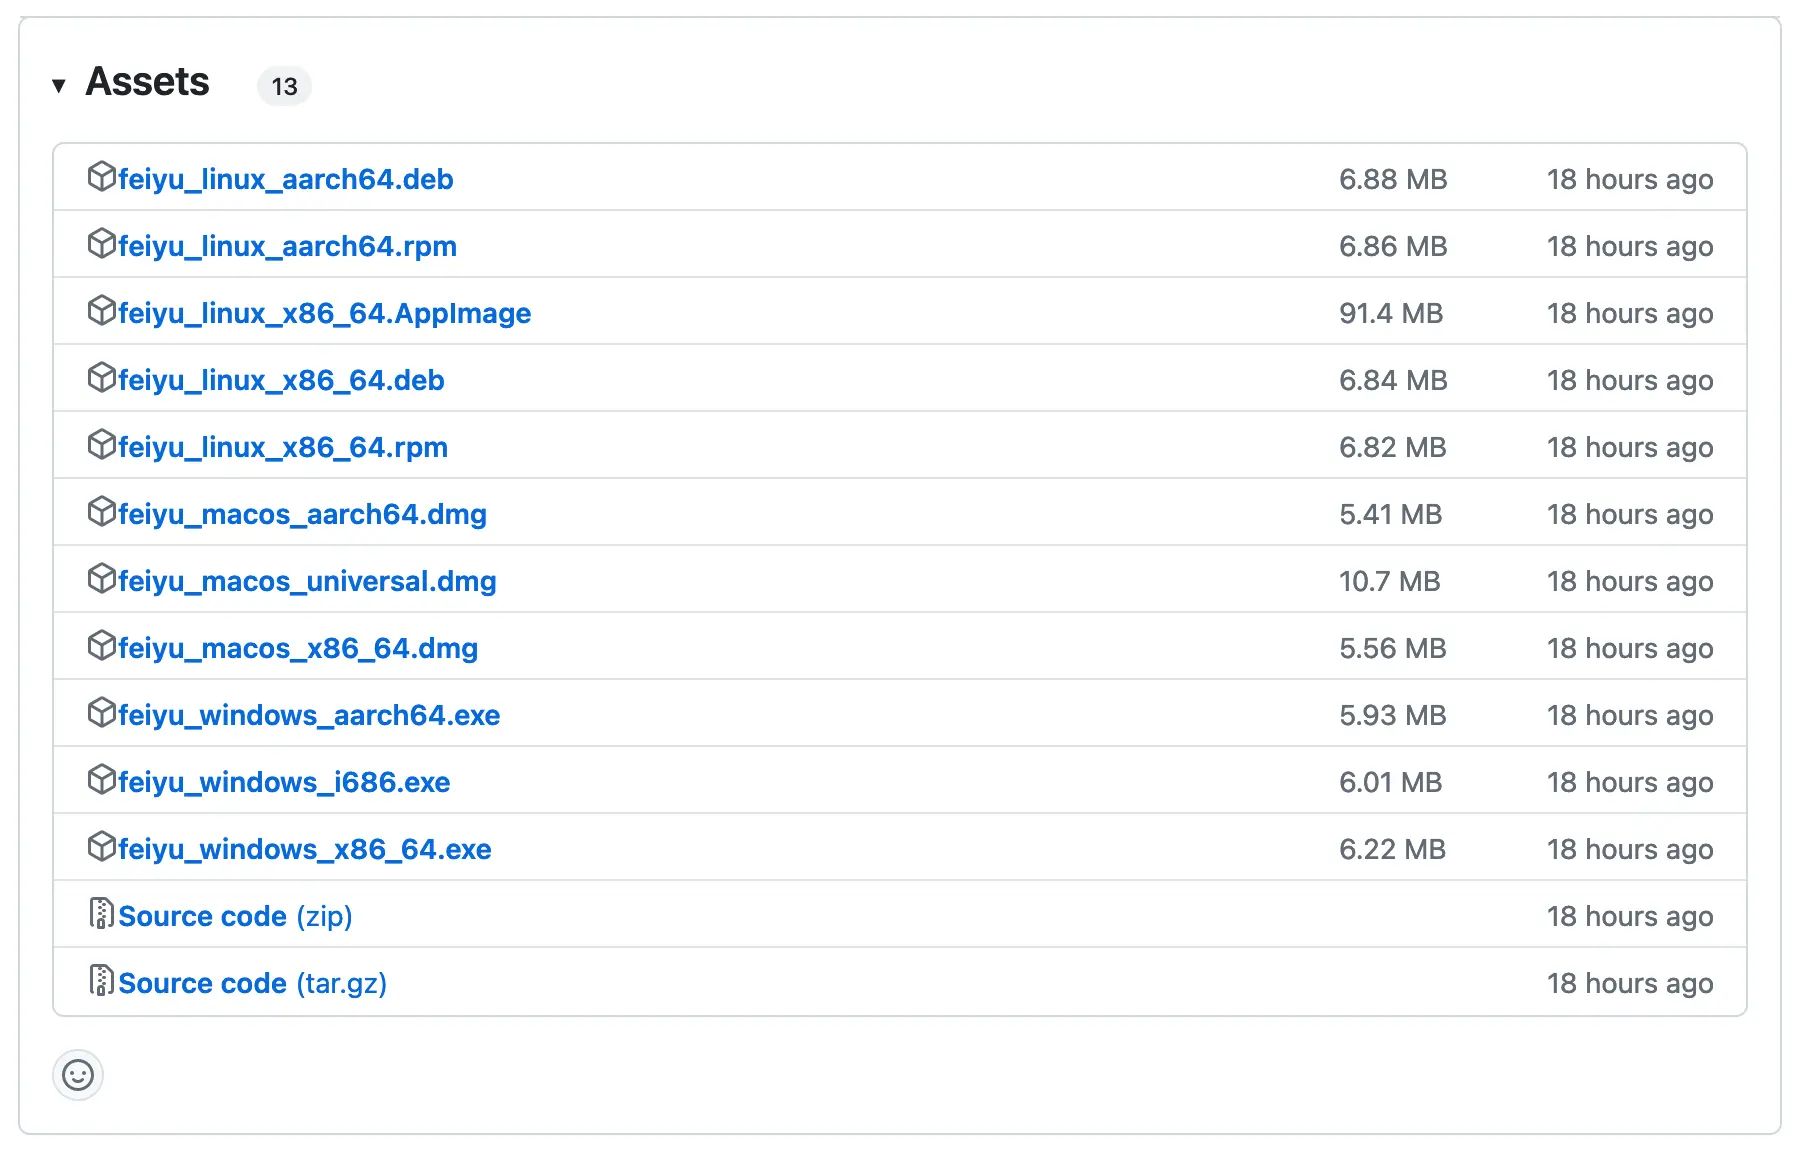 Assets 13
feiyu_linux_aarch64.deb 6.88 MB 18 hours ago
feiyu_linux_aarch64.rpm 6.86 MB 18 hours ago
feiyu_linux_x86_64.AppImage 91.4 MB 18 hours ago
feiyu_linux_x86_64.deb 6.84 MB 18 hours ago
feiyu_linux_x86_64.rpm 6.82 MB 18 hours ago
feiyu_macos_aarch64.dmg 5.41 MB 18 hours ago
feiyu_macos_universal.dmg 10.7 MB 18 hours ago
feiyu_macos_x86_64.dmg 5.56 MB 18 hours ago
feiyu_windows_aarch64.exe 5.93 MB 18 hours ago
feiyu_windows_i686.exe 6.01 MB 18 hours ago
feiyu_windows_x86_64.exe 6.22 MB 18 hours ago
Source code (zip) 18 hours ago
Source code (tar.gz) 18 hours ago